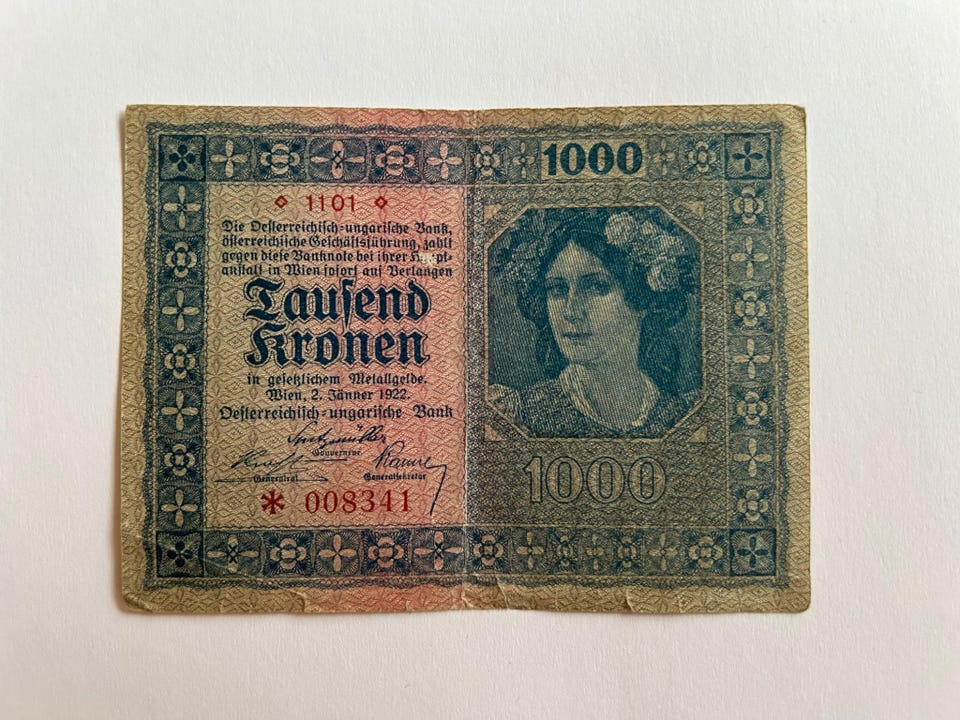 1000
⋄ 1101 ⋄
Die Oesterreichisch-ungarische Bank,
österreichische Geschäftsführung, zahlt
gegen diese Banknote bei ihrer Haupt-
anstalt in Wien sofort auf Verlangen
Tausend
Kronen
in gesetzlichem Metallgelde.
Wien, 2. Jänner 1922.
Oesterreichisch-ungarische Bank
Spitzmüller
Gouverneur
Generalrat
Generalsekretär
* 008341
1000